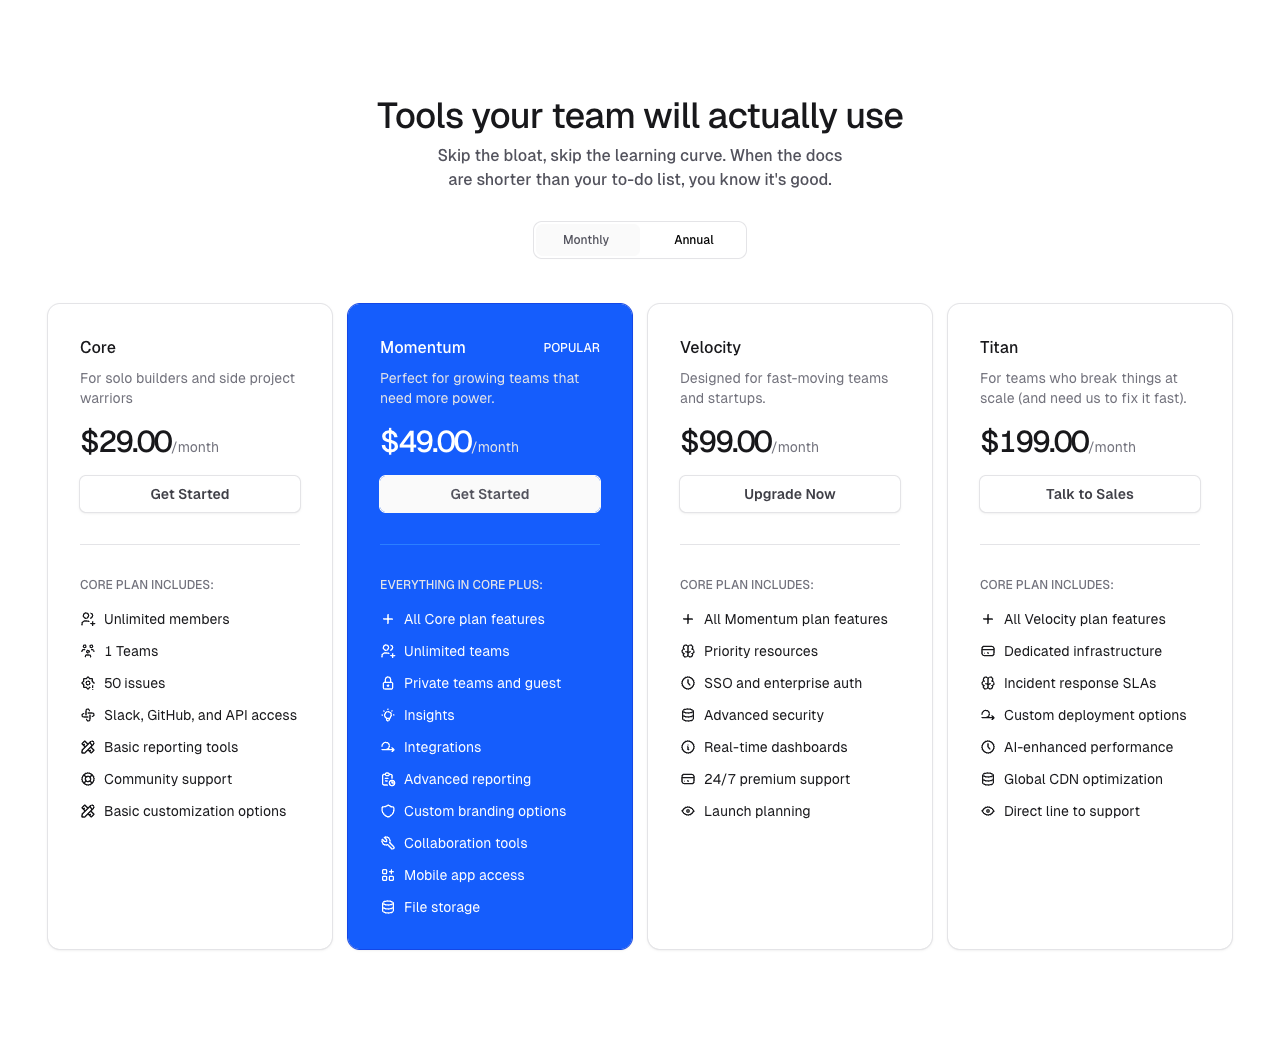 Tools your team will actually use
Skip the bloat, skip the learning curve. When the docs
are shorter than your to-do list, you know it's good.
Monthly
Annual
Core
For solo builders and side project
warriors
$29.00/month
Get Started
CORE PLAN INCLUDES:
Unlimited members
1 Teams
50 issues
Slack, GitHub, and API access
Basic reporting tools
Community support
Basic customization options
Momentum
POPULAR
Perfect for growing teams that
need more power.
$49.00/month
Get Started
EVERYTHING IN CORE PLUS:
All Core plan features
Unlimited teams
Private teams and guest
Insights
Integrations
Advanced reporting
Custom branding options
Collaboration tools
Mobile app access
File storage
Velocity
Designed for fast-moving teams
and startups.
$99.00/month
Upgrade Now
CORE PLAN INCLUDES:
All Momentum plan features
Priority resources
SSO and enterprise auth
Advanced security
Real-time dashboards
24/7 premium support
Launch planning
Titan
For teams who break things at
scale (and need us to fix it fast).
$199.00/month
Talk to Sales
CORE PLAN INCLUDES:
All Velocity plan features
Dedicated infrastructure
Incident response SLAs
Custom deployment options
AI-enhanced performance
Global CDN optimization
Direct line to support